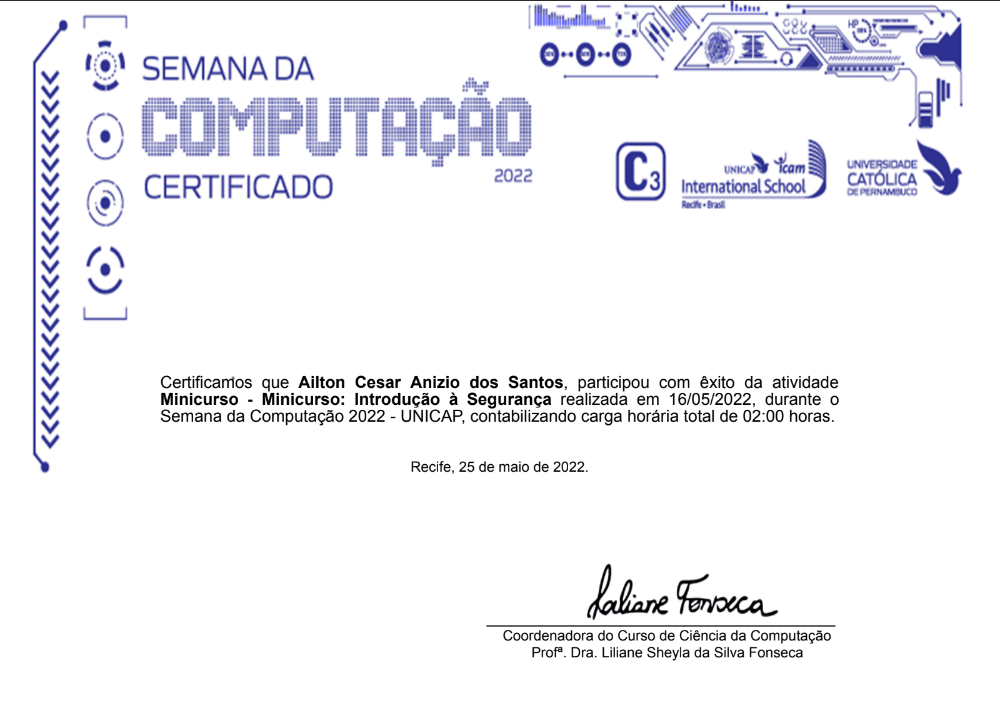 SEMANA DA
COMPUTAÇÃO
2022
CERTIFICADO
HP
C3
UNICAP icam
International School
Recife • Brasil
UNIVERSIDADE
CATÓLICA
DE PERNAMBUCO
Certificamos que Ailton Cesar Anizio dos Santos, participou com êxito da atividade
Minicurso - Minicurso: Introdução à Segurança realizada em 16/05/2022, durante o
Semana da Computação 2022 - UNICAP, contabilizando carga horária total de 02:00 horas.
Recife, 25 de maio de 2022.
Liliane Fonseca
Coordenadora do Curso de Ciência da Computação
Profª. Dra. Liliane Sheyla da Silva Fonseca